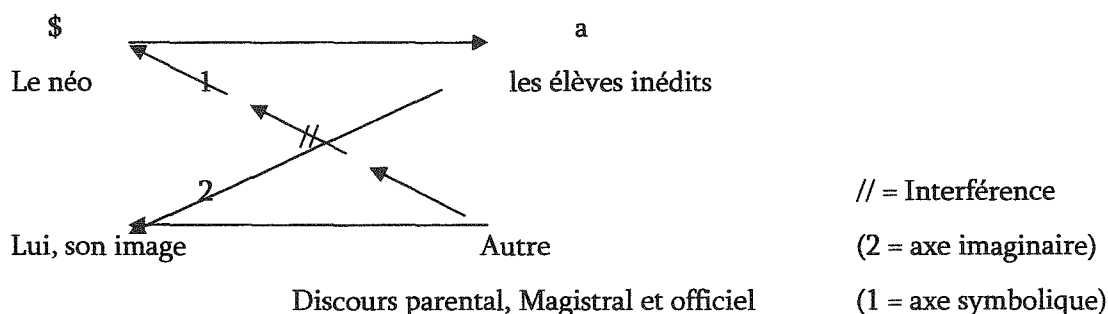 $ a
Le néo 1 les élèves inédits
//
2 // = Interférence
Lui, son image Autre (2 = axe imaginaire)
Discours parental, Magistral et officiel (1 = axe symbolique)